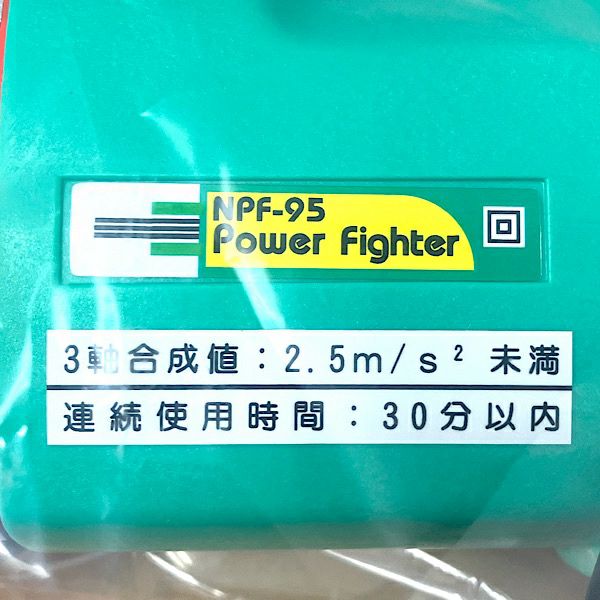 NPF-95
Power Fighter
3軸合成値：2.5m/s² 未満
連続使用時間：30分以内